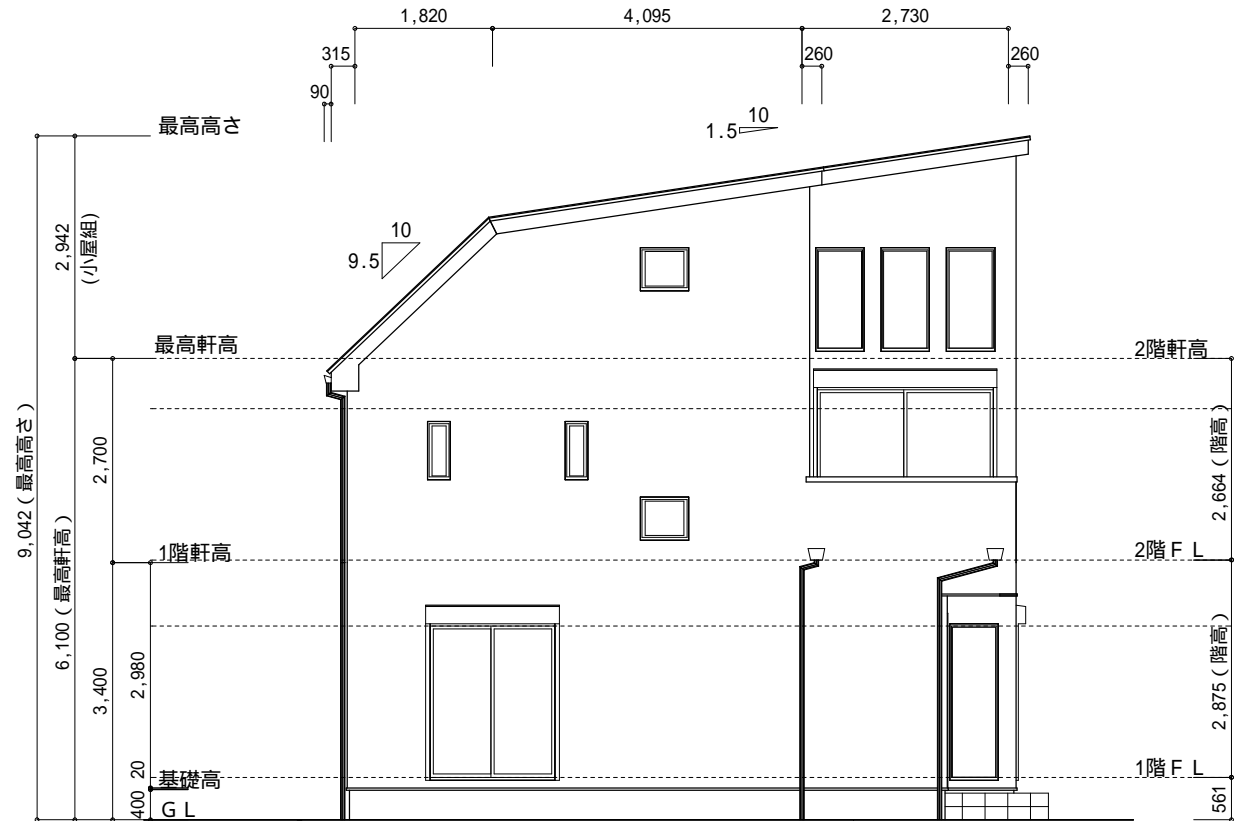 1,820
4,095
2,730
315
260
260
90
最高高さ
10
1.5
10
9.5
2,942
(小屋組)
最高軒高
2階軒高
9,042 ( 最高高さ )
6,100 ( 最高軒高 )
2,700
2,664 ( 階高 )
1階軒高
2階ＦＬ
3,400
2,980
2,875 ( 階高 )
20
基礎高
1階ＦＬ
400
ＧＬ
561